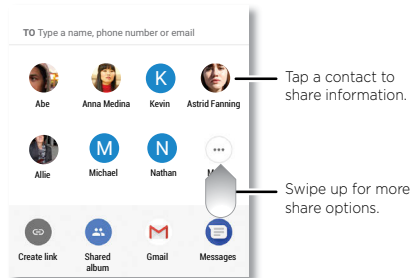 TO Type a name, phone number or email
Abe
Anna Medina
Kevin
Astrid Fanning
Tap a contact to
share information.
Allie
Michael
Nathan
M
N
K
Swipe up for more
share options.
Create link
Shared
album
Gmail
Messages